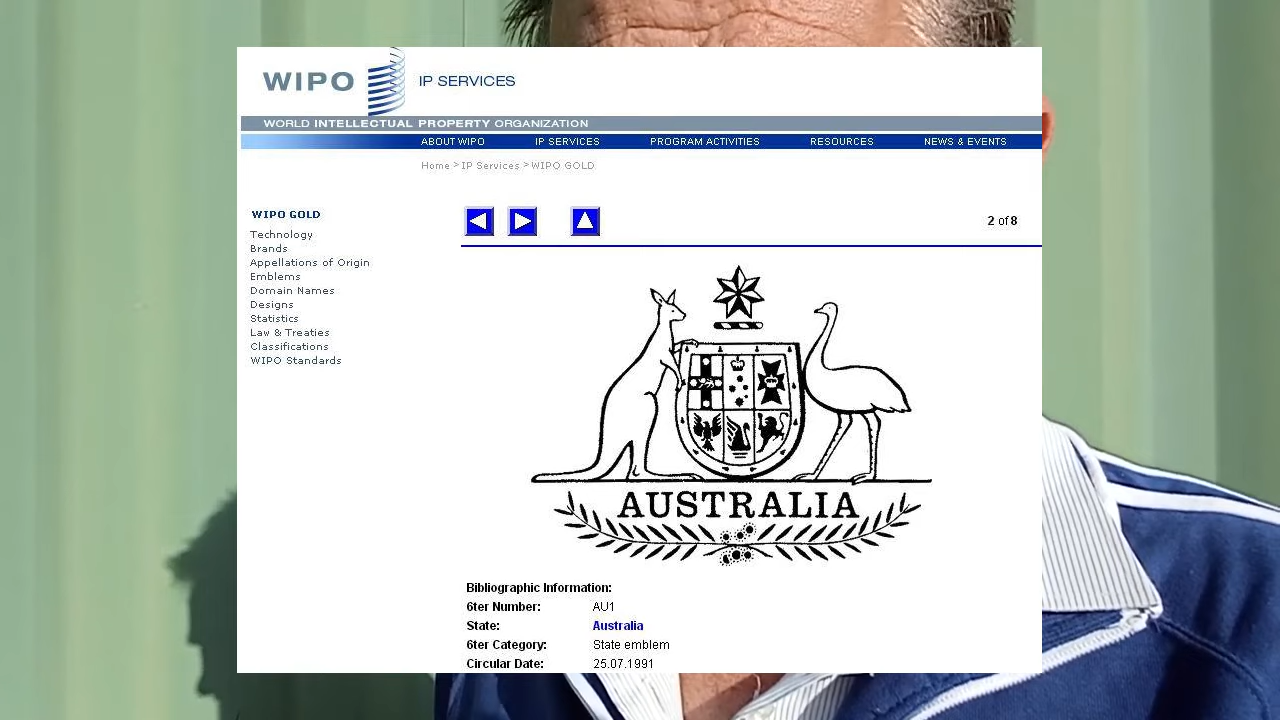 WIPO
IP SERVICES
WORLD INTELLECTUAL PROPERTY ORGANIZATION
ABOUT WIPO IP SERVICES PROGRAM ACTIVITIES RESOURCES NEWS & EVENTS
Home > IP Services > WIPO GOLD
WIPO GOLD
Technology
Brands
Appellations of Origin
Emblems
Domain Names
Designs
Statistics
Law & Treaties
Classifications
WIPO Standards
2 of 8
AUSTRALIA
Bibliographic Information:
6ter Number: AU1
State: Australia
6ter Category: State emblem
Circular Date: 25.07.1991